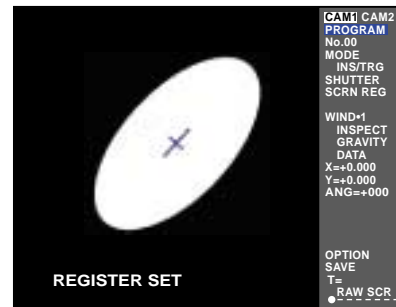 CAM1 CAM2
PROGRAM
No.00
MODE
INS/TRG
SHUTTER
SCRN REG
WIND•1
INSPECT
GRAVITY
DATA
X=+0.000
Y=+0.000
ANG=+000
OPTION
SAVE
T=
RAW SCR
REGISTER SET